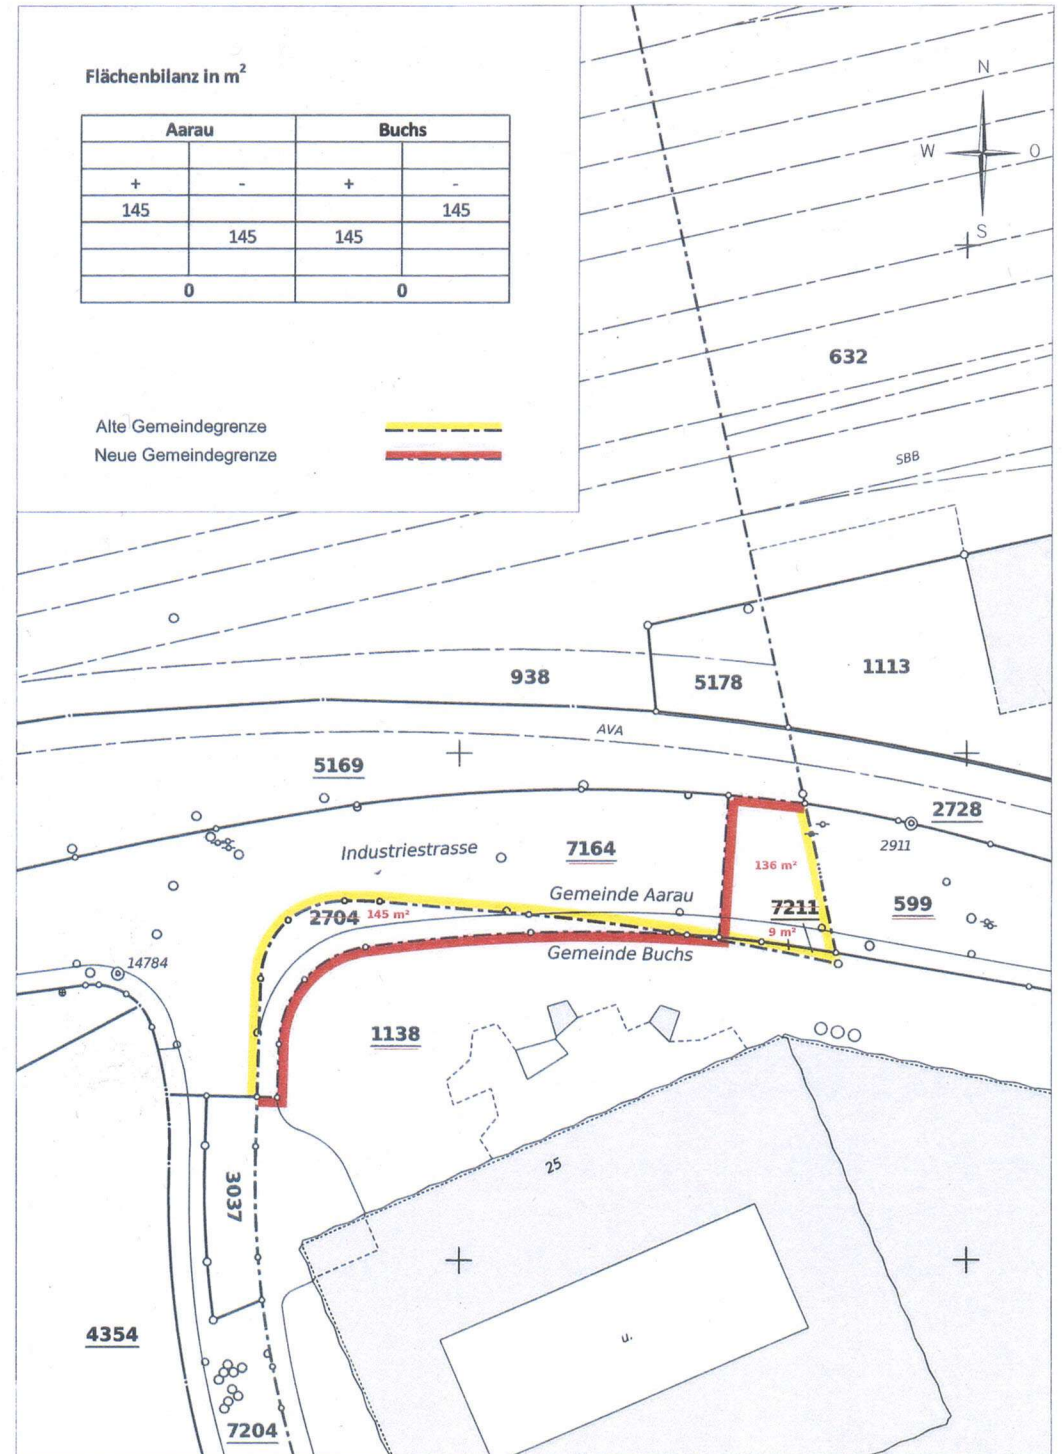 Flächenbilanz in m²
Aarau Buchs
+ - + -
145 145
145 145
0 0
Alte Gemeindegrenze
Neue Gemeindegrenze
N
W O
S
632
SBB
938
5178
1113
AVA
5169
2728
2911
Industriestrasse
7164
136 m²
Gemeinde Aarau
7211
599
2704 145 m²
9 m²
Gemeinde Buchs
14784
1138
25
3037
u.
4354
7204